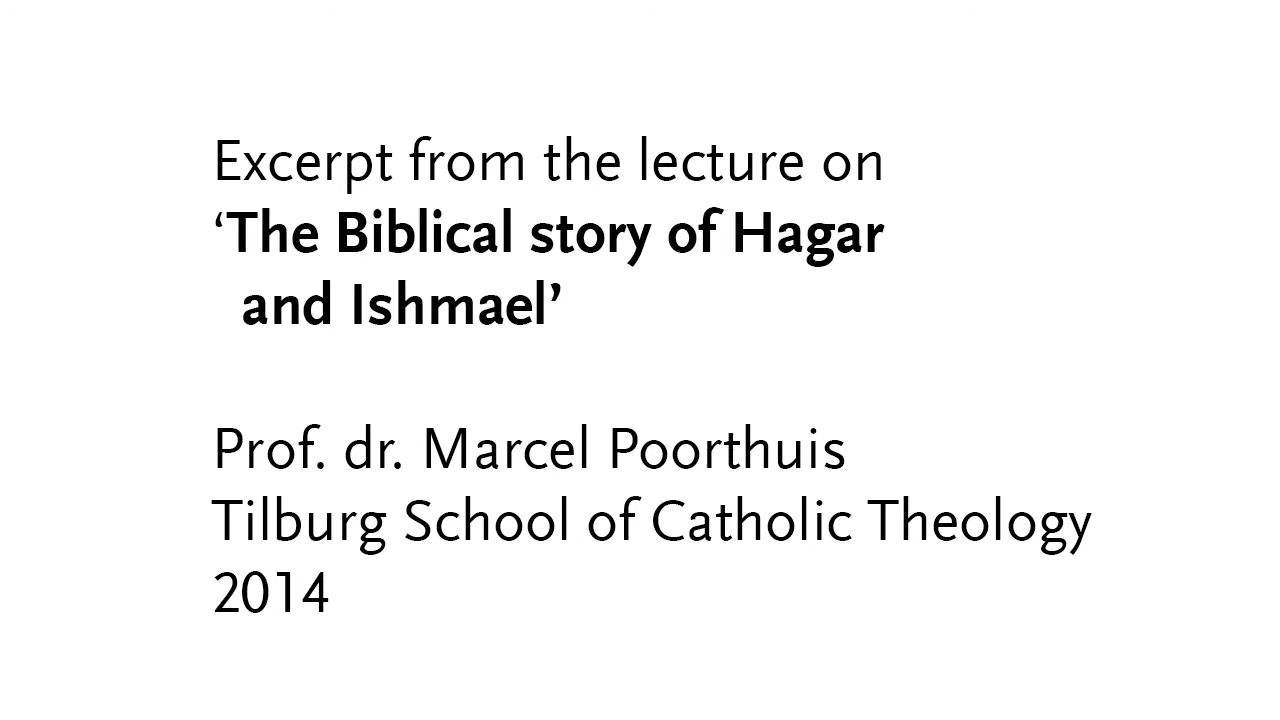 Excerpt from the lecture on
‘The Biblical story of Hagar
and Ishmael’
Prof. dr. Marcel Poorthuis
Tilburg School of Catholic Theology
2014